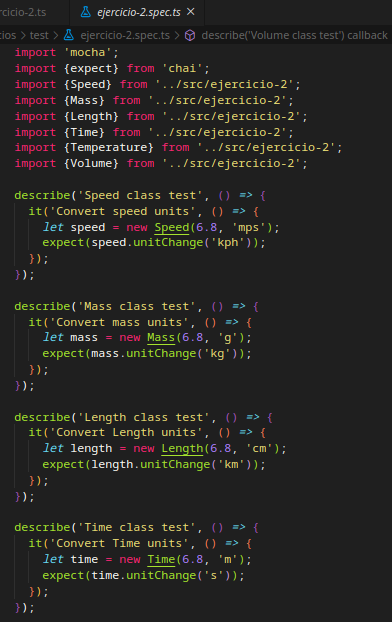 icio-2.ts
ejercicio-2.spec.ts ×
cios > test > ejercicio-2.spec.ts > describe('Volume class test') callback
import 'mocha';
import {expect} from 'chai';
import {Speed} from '../src/ejercicio-2';
import {Mass} from '../src/ejercicio-2';
import {Length} from '../src/ejercicio-2';
import {Time} from '../src/ejercicio-2';
import {Temperature} from '../src/ejercicio-2';
import {Volume} from '../src/ejercicio-2';
describe('Speed class test', () => {
it('Convert speed units', () => {
let speed = new Speed(6.8, 'mps');
expect(speed.unitChange('kph'));
});
});
describe('Mass class test', () => {
it('Convert mass units', () => {
let mass = new Mass(6.8, 'g');
expect(mass.unitChange('kg'));
});
});
describe('Length class test', () => {
it('Convert Length units', () => {
let length = new Length(6.8, 'cm');
expect(length.unitChange('km'));
});
});
describe('Time class test', () => {
it('Convert Time units', () => {
let time = new Time(6.8, 'm');
expect(time.unitChange('s'));
});
});